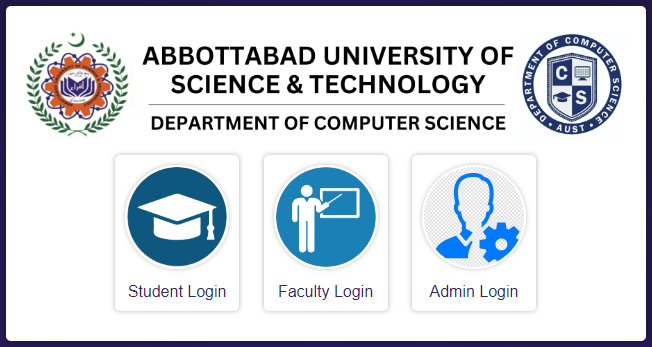 ABBOTTABAD UNIVERSITY OF
SCIENCE & TECHNOLOGY
DEPARTMENT OF COMPUTER SCIENCE
DEPARTMENT OF COMPUTER SCIENCE
C S
• AUST •
Student Login
Faculty Login
Admin Login